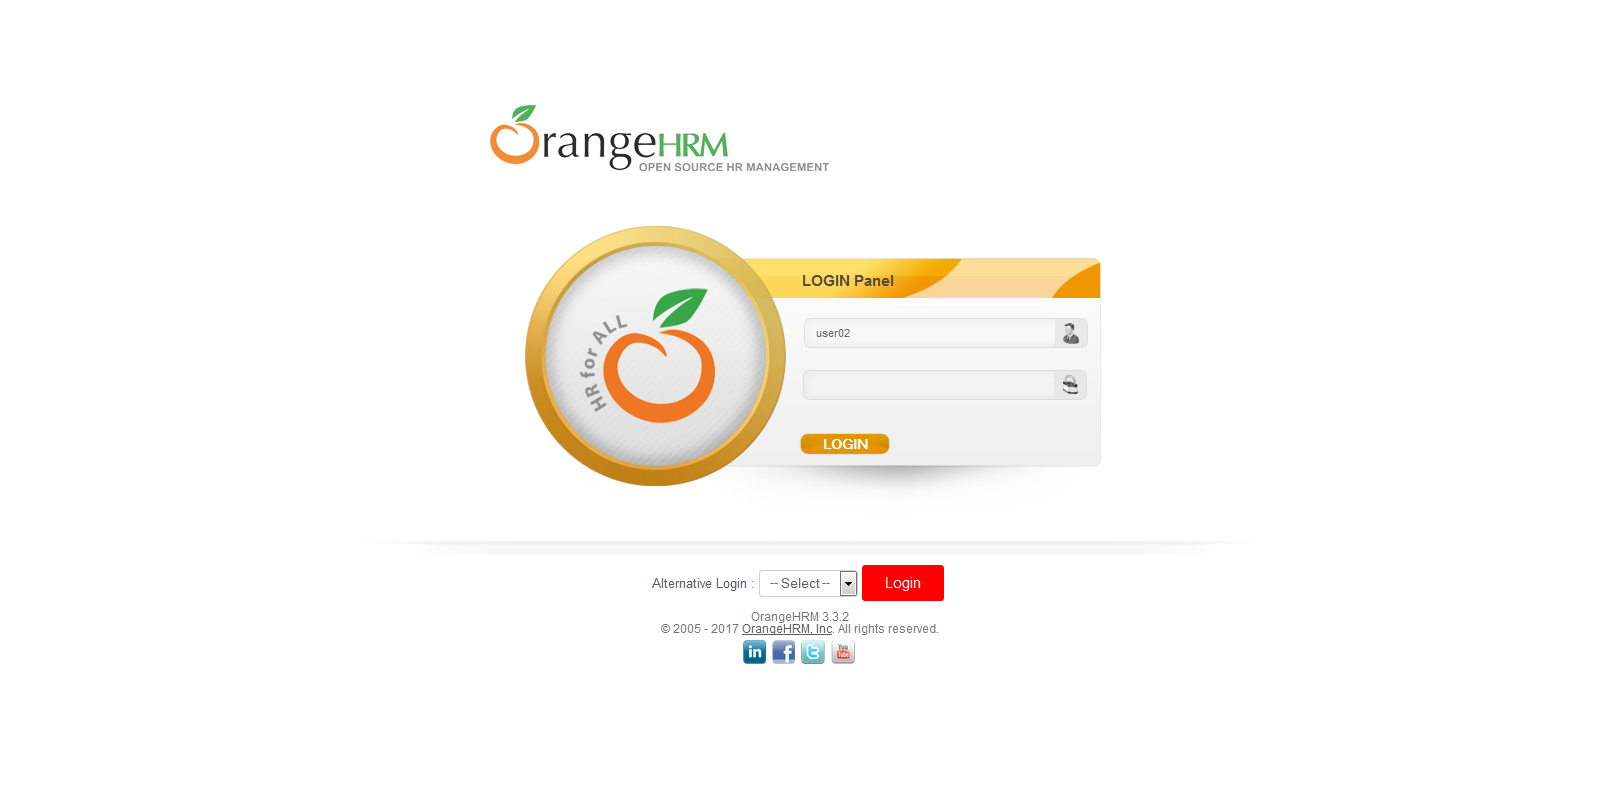 OrangeHRM
OPEN SOURCE HR MANAGEMENT
HR for ALL
LOGIN Panel
user02
LOGIN
Alternative Login : -- Select -- Login
OrangeHRM 3.3.2
© 2005 - 2017 OrangeHRM, Inc. All rights reserved.
in f t You Tube